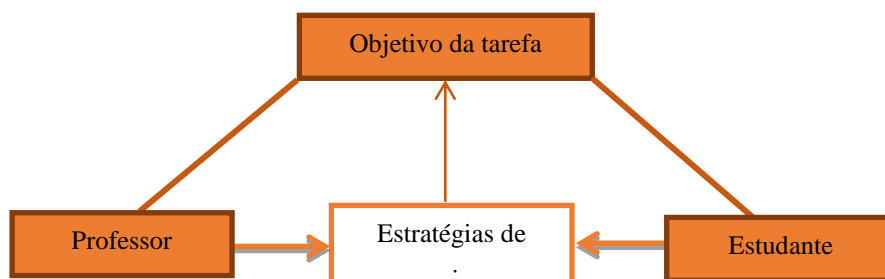 Objetivo da tarefa
Professor
Estratégias de
.
Estudante